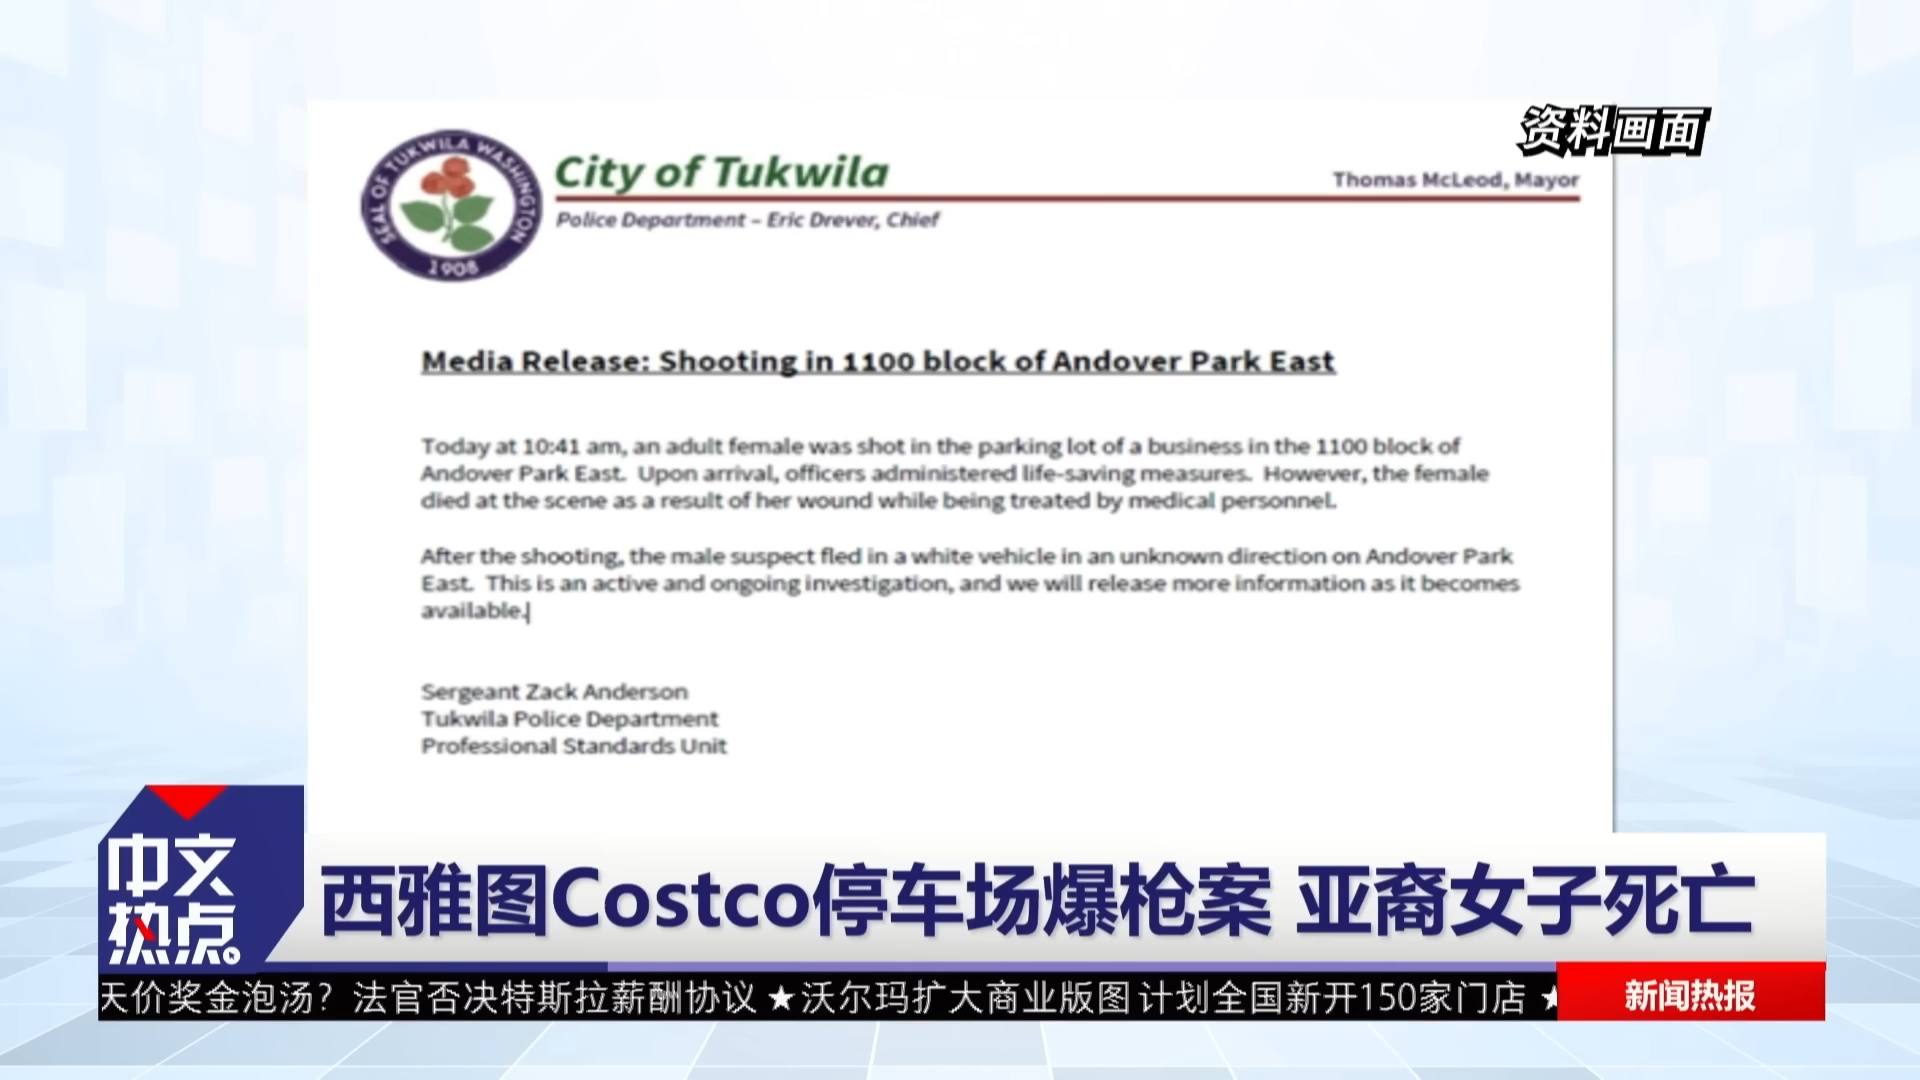 资料画面
SEAL OF TUKWILA WASHINGTON
1908
City of Tukwila
Thomas McLeod, Mayor
Police Department – Eric Drever, Chief
Media Release: Shooting in 1100 block of Andover Park East
Today at 10:41 am, an adult female was shot in the parking lot of a business in the 1100 block of
Andover Park East. Upon arrival, officers administered life-saving measures. However, the female
died at the scene as a result of her wound while being treated by medical personnel.
After the shooting, the male suspect fled in a white vehicle in an unknown direction on Andover Park
East. This is an active and ongoing investigation, and we will release more information as it becomes
available.
Sergeant Zack Anderson
Tukwila Police Department
Professional Standards Unit
中文
热点
西雅图Costco停车场爆枪案 亚裔女子死亡
天价奖金泡汤？ 法官否决特斯拉薪酬协议 ★沃尔玛扩大商业版图 计划全国新开150家门店 ★
新闻热报